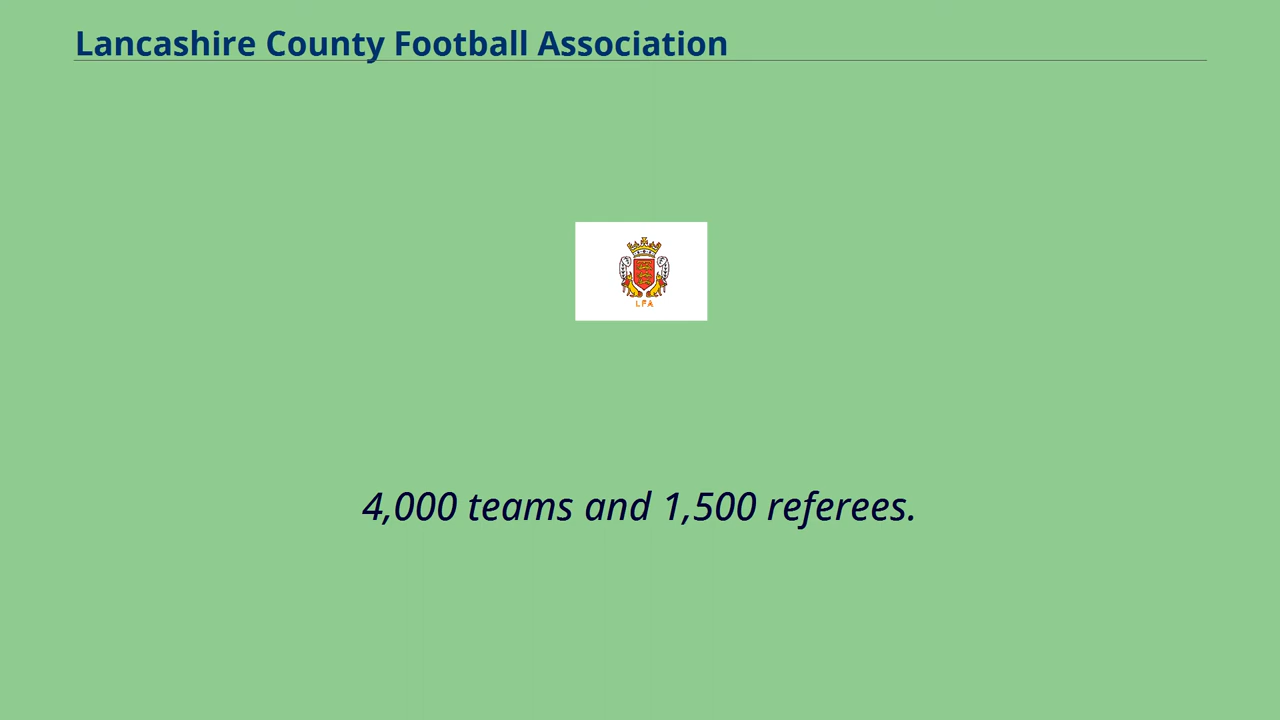 Lancashire County Football Association
LFA
4,000 teams and 1,500 referees.